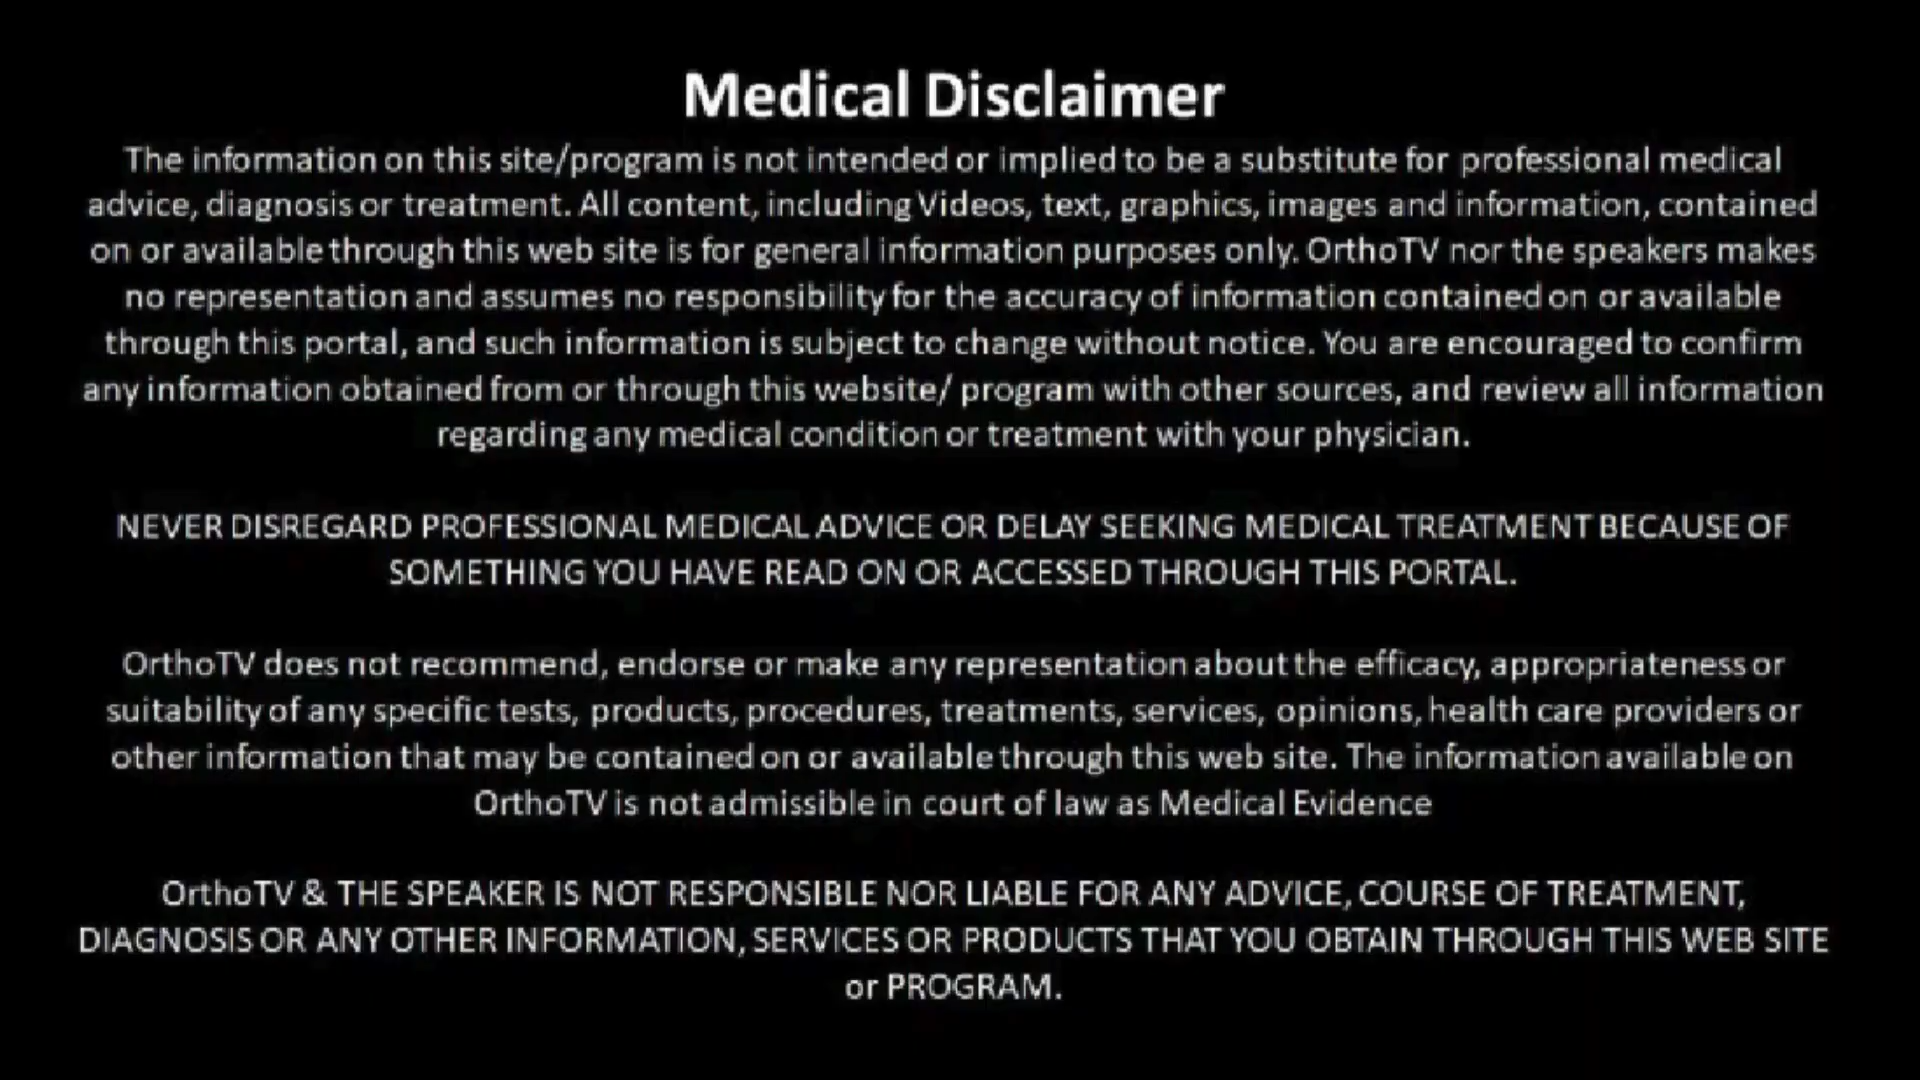 Medical Disclaimer
The information on this site/program is not intended or implied to be a substitute for professional medical
advice, diagnosis or treatment. All content, including Videos, text, graphics, images and information, contained
on or available through this web site is for general information purposes only. OrthoTV nor the speakers makes
no representation and assumes no responsibility for the accuracy of information contained on or available
through this portal, and such information is subject to change without notice. You are encouraged to confirm
any information obtained from or through this website/ program with other sources, and review all information
regarding any medical condition or treatment with your physician.
NEVER DISREGARD PROFESSIONAL MEDICAL ADVICE OR DELAY SEEKING MEDICAL TREATMENT BECAUSE OF
SOMETHING YOU HAVE READ ON OR ACCESSED THROUGH THIS PORTAL.
OrthoTV does not recommend, endorse or make any representation about the efficacy, appropriateness or
suitability of any specific tests, products, procedures, treatments, services, opinions, health care providers or
other information that may be contained on or available through this web site. The information available on
OrthoTV is not admissible in court of law as Medical Evidence
OrthoTV & THE SPEAKER IS NOT RESPONSIBLE NOR LIABLE FOR ANY ADVICE, COURSE OF TREATMENT,
DIAGNOSIS OR ANY OTHER INFORMATION, SERVICES OR PRODUCTS THAT YOU OBTAIN THROUGH THIS WEB SITE
or PROGRAM.